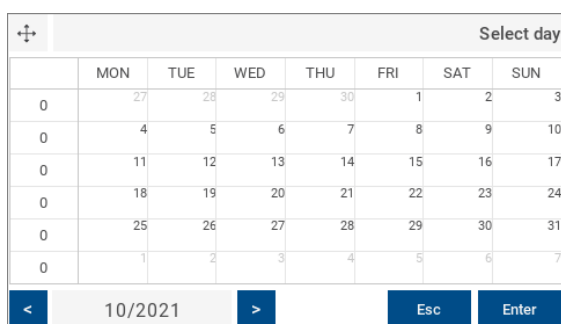 Select day
MON TUE WED THU FRI SAT SUN
0 27 28 29 30 1 2 3
0 4 5 6 7 8 9 10
0 11 12 13 14 15 16 17
0 18 19 20 21 22 23 24
0 25 26 27 28 29 30 31
0 1 2 3 4 5 6 7
< 10/2021 > Esc Enter